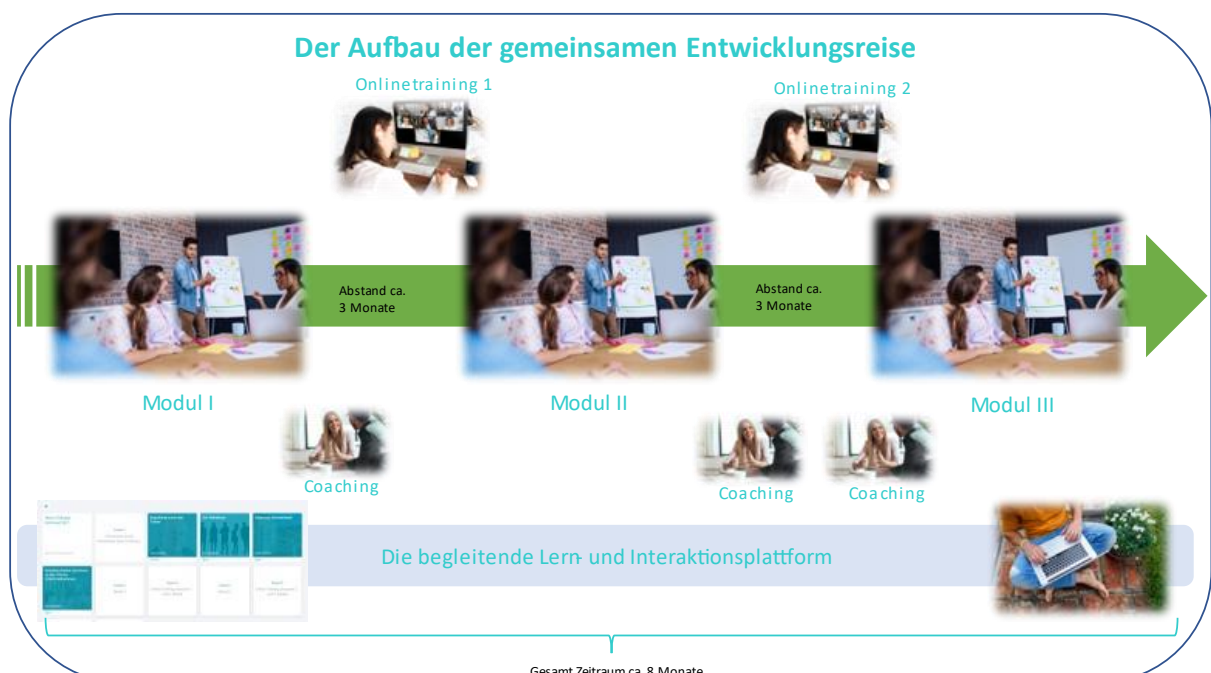 Der Aufbau der gemeinsamen Entwicklungsreise
Onlinetraining 1
Onlinetraining 2
Abstand ca.
3 Monate
Abstand ca.
3 Monate
Modul I
Modul II
Modul III
Coaching
Coaching
Coaching
Die begleitende Lern- und Interaktionsplattform
Gesamt Zeitraum ca. 8 Monate